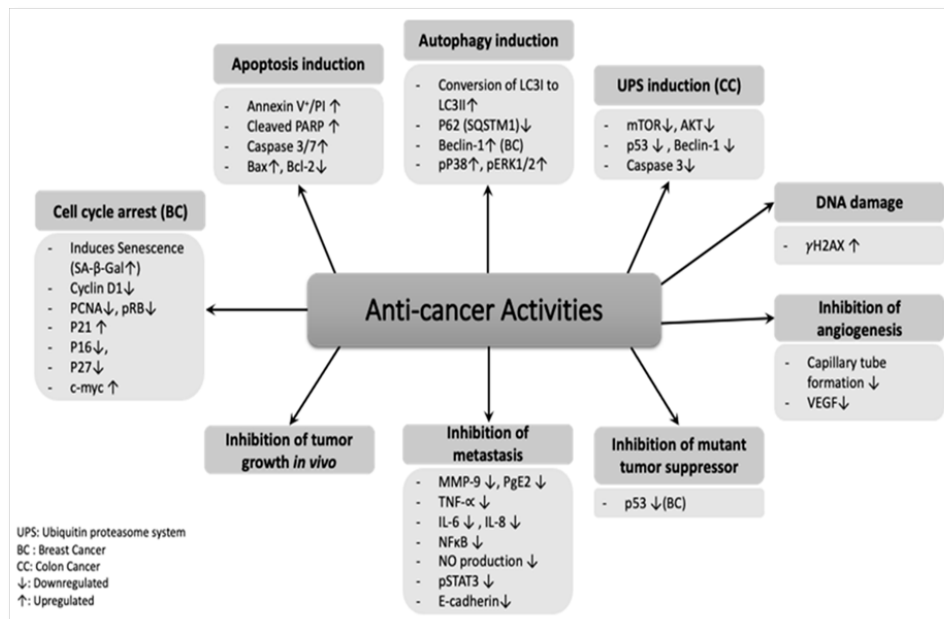 Apoptosis induction
- Annexin V⁺/PI ↑
- Cleaved PARP ↑
- Caspase 3/7↑
- Bax↑, Bcl-2↓
Autophagy induction
- Conversion of LC3I to
LC3II↑
- P62 (SQSTM1)↓
- Beclin-1↑ (BC)
- pP38↑, pERK1/2↑
UPS induction (CC)
- mTOR↓, AKT↓
- p53 ↓, Beclin-1 ↓
- Caspase 3↓
DNA damage
- γH2AX ↑
Cell cycle arrest (BC)
- Induces Senescence
(SA-β-Gal↑)
- Cyclin D1↓
- PCNA↓, pRB↓
- P21 ↑
- P16↓,
- P27↓
- c-myc ↑
Anti-cancer Activities
Inhibition of
angiogenesis
- Capillary tube
formation ↓
- VEGF↓
Inhibition of tumor
growth in vivo
Inhibition of
metastasis
- MMP-9 ↓, PgE2 ↓
- TNF-∝ ↓
- IL-6 ↓ , IL-8 ↓
- NFκB ↓
- NO production ↓
- pSTAT3 ↓
- E-cadherin↓
Inhibition of mutant
tumor suppressor
- p53 ↓(BC)
UPS: Ubiquitin proteasome system
BC : Breast Cancer
CC: Colon Cancer
↓: Downregulated
↑: Upregulated